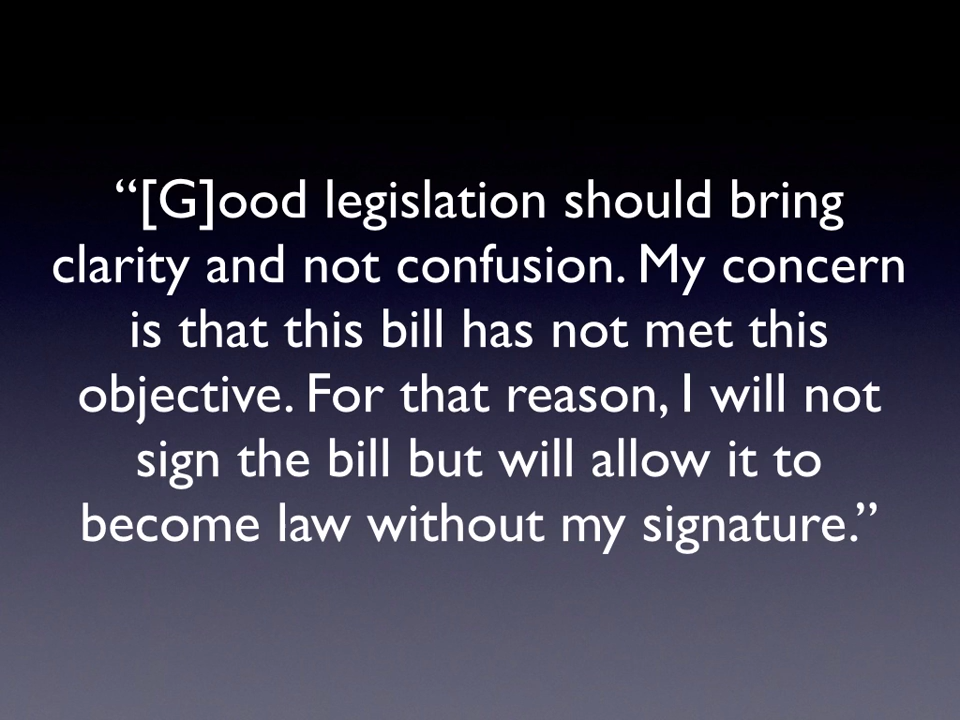 “[G]ood legislation should bring
clarity and not confusion. My concern
is that this bill has not met this
objective. For that reason, I will not
sign the bill but will allow it to
become law without my signature.”